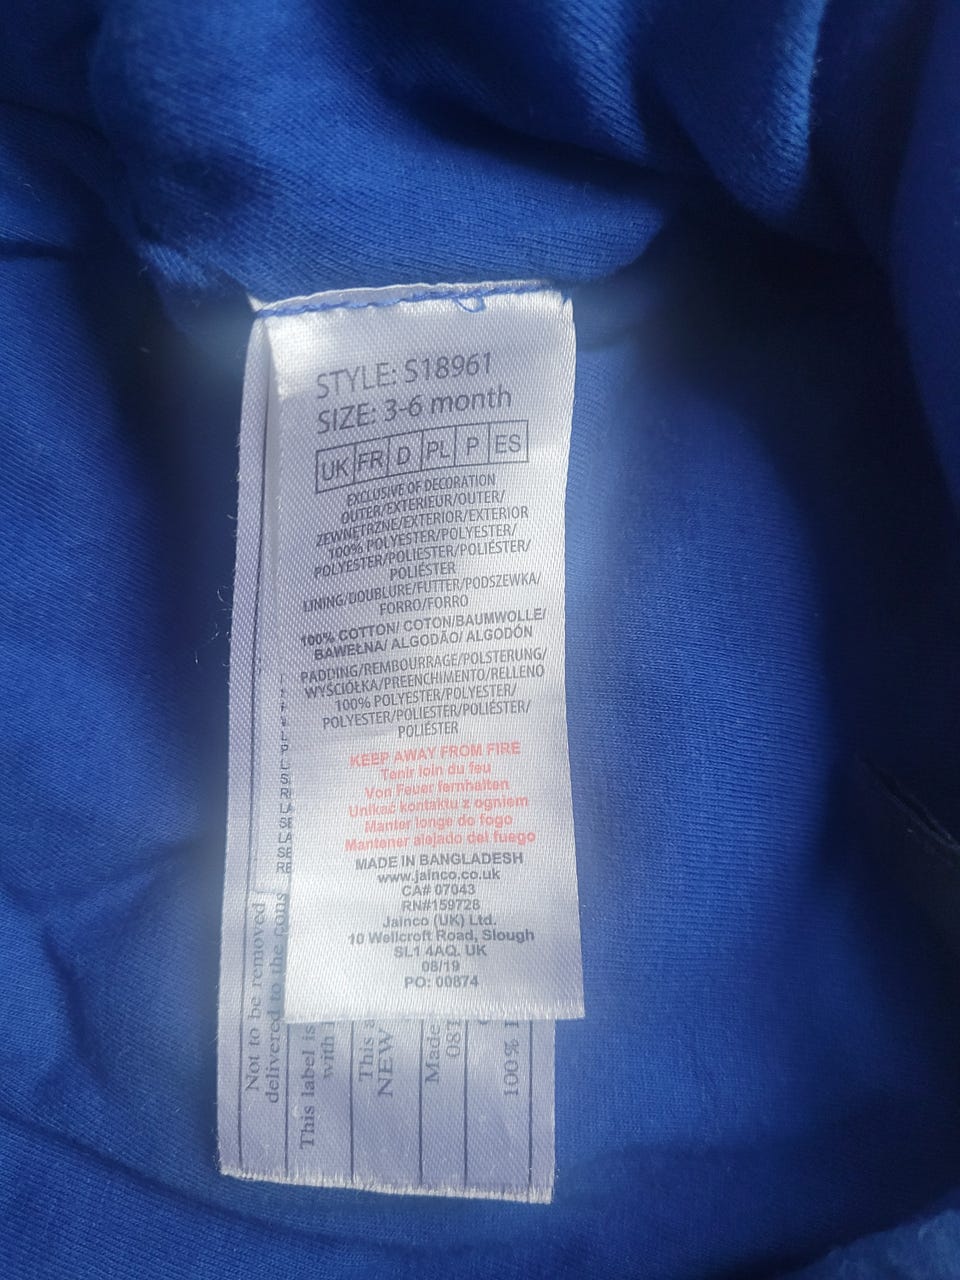 STYLE: S18961
SIZE: 3-6 month
UK FR D PL P ES
EXCLUSIVE OF DECORATION
OUTER/EXTERIEUR/OUTER/
ZEWNĘTRZNE/EXTERIOR/EXTERIOR
100% POLYESTER/POLYESTER/
POLYESTER/POLIESTER/POLIÉSTER/
POLIÉSTER
LINING/DOUBLURE/FUTTER/PODSZEWKA/
FORRO/FORRO
100% COTTON/ COTON/BAUMWOLLE/
BAWEŁNA/ ALGODÃO/ ALGODÓN
PADDING/REMBOURRAGE/POLSTERUNG/
WYŚCIÓŁKA/PREENCHIMENTO/RELLENO
100% POLYESTER/POLYESTER/
POLYESTER/POLIESTER/POLIÉSTER/
POLIÉSTER
KEEP AWAY FROM FIRE
Tenir loin du feu
Von Feuer fernhalten
Unikać kontaktu z ogniem
Manter longe do fogo
Mantener alejado del fuego
MADE IN BANGLADESH
www.jainco.co.uk
CA# 07043
RN#159728
Jainco (UK) Ltd.
10 Wellcroft Road, Slough
SL1 4AQ. UK
08/19
PO: 00874
Not to be removed
delivered to the cons
This label is
with
This a
NEW
Made
081
100%